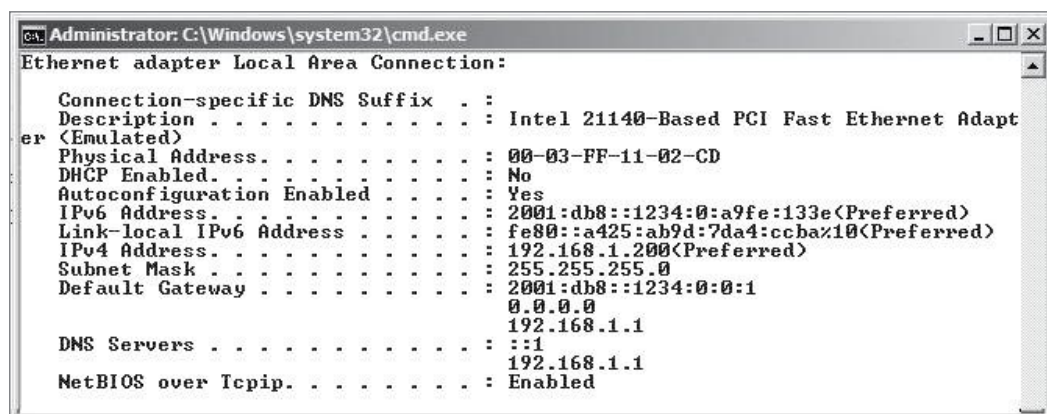 Administrator: C:\Windows\system32\cmd.exe
Ethernet adapter Local Area Connection:
Connection-specific DNS Suffix . :
Description . . . . . . . . . . . : Intel 21140-Based PCI Fast Ethernet Adapt
er (Emulated)
Physical Address. . . . . . . . . : 00-03-FF-11-02-CD
DHCP Enabled. . . . . . . . . . . : No
Autoconfiguration Enabled . . . . : Yes
IPv6 Address. . . . . . . . . . . : 2001:db8::1234:0:a9fe:133e(Preferred)
Link-local IPv6 Address . . . . . : fe80::a425:ab9d:7da4:ccba%10(Preferred)
IPv4 Address. . . . . . . . . . . : 192.168.1.200(Preferred)
Subnet Mask . . . . . . . . . . . : 255.255.255.0
Default Gateway . . . . . . . . . : 2001:db8::1234:0:0:1
0.0.0.0
192.168.1.1
DNS Servers . . . . . . . . . . . : ::1
192.168.1.1
NetBIOS over Tcpip. . . . . . . . : Enabled